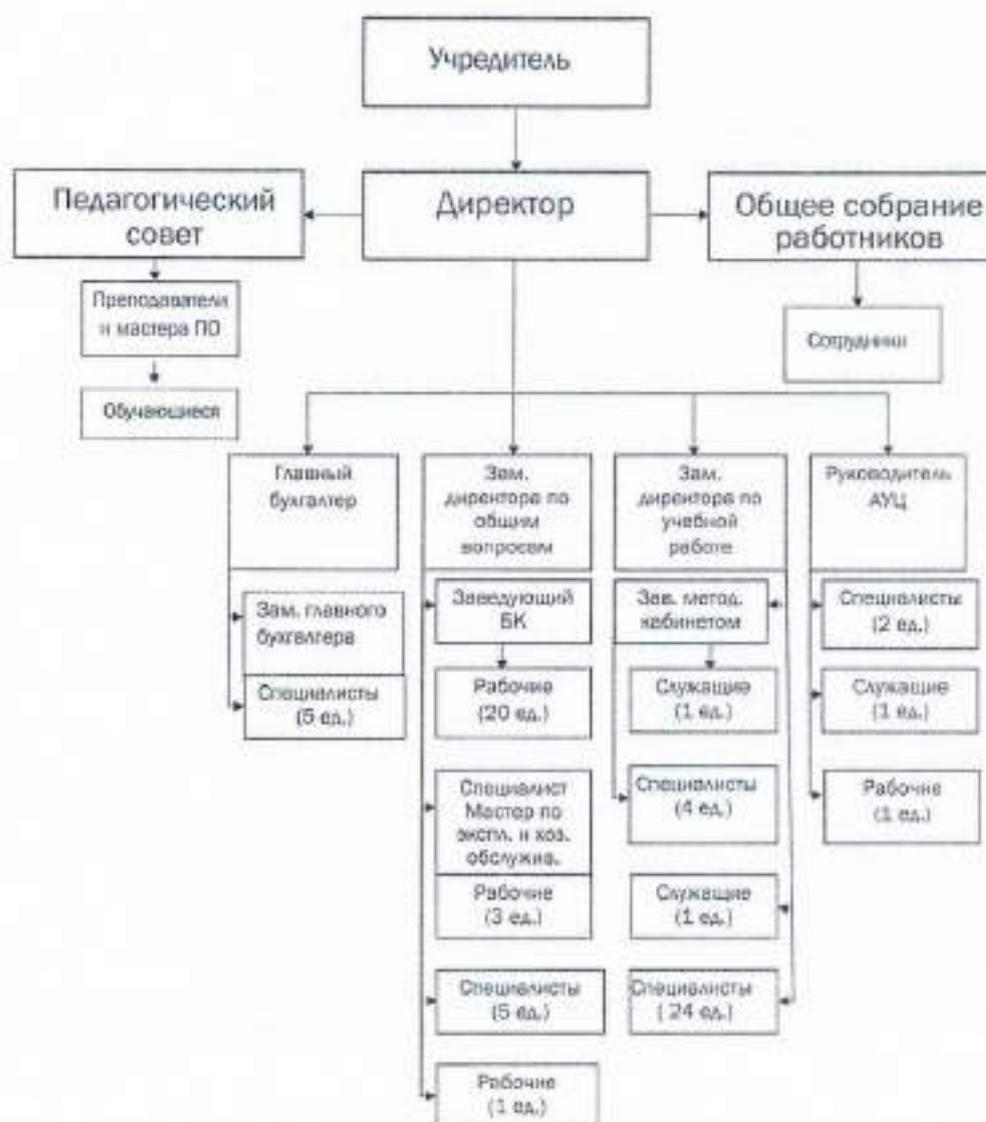 Учредитель
Педагогический
совет
Директор
Общее собрание
работников
Преподаватели
и мастера ПО
Сотрудники
Обучающиеся
Главный
бухгалтер
Зам. главного
бухгалтера
Специалисты
(5 ед.)
Зам.
директора по
общим
вопросам
Заведующий
БК
Рабочие
(20 ед.)
Специалист
Мастер по
экспл. и хоз.
обслужив.
Рабочие
(3 ед.)
Специалисты
(5 ед.)
Рабочие
(1 ед.)
Зам.
директора по
учебной
работе
Зав. метод.
кабинетом
Служащие
(1 ед.)
Специалисты
(4 ед.)
Служащие
(1 ед.)
Специалисты
( 24 ед.)
Руководитель
АУЦ
Специалисты
(2 ед.)
Служащие
(1 ед.)
Рабочие
(1 ед.)